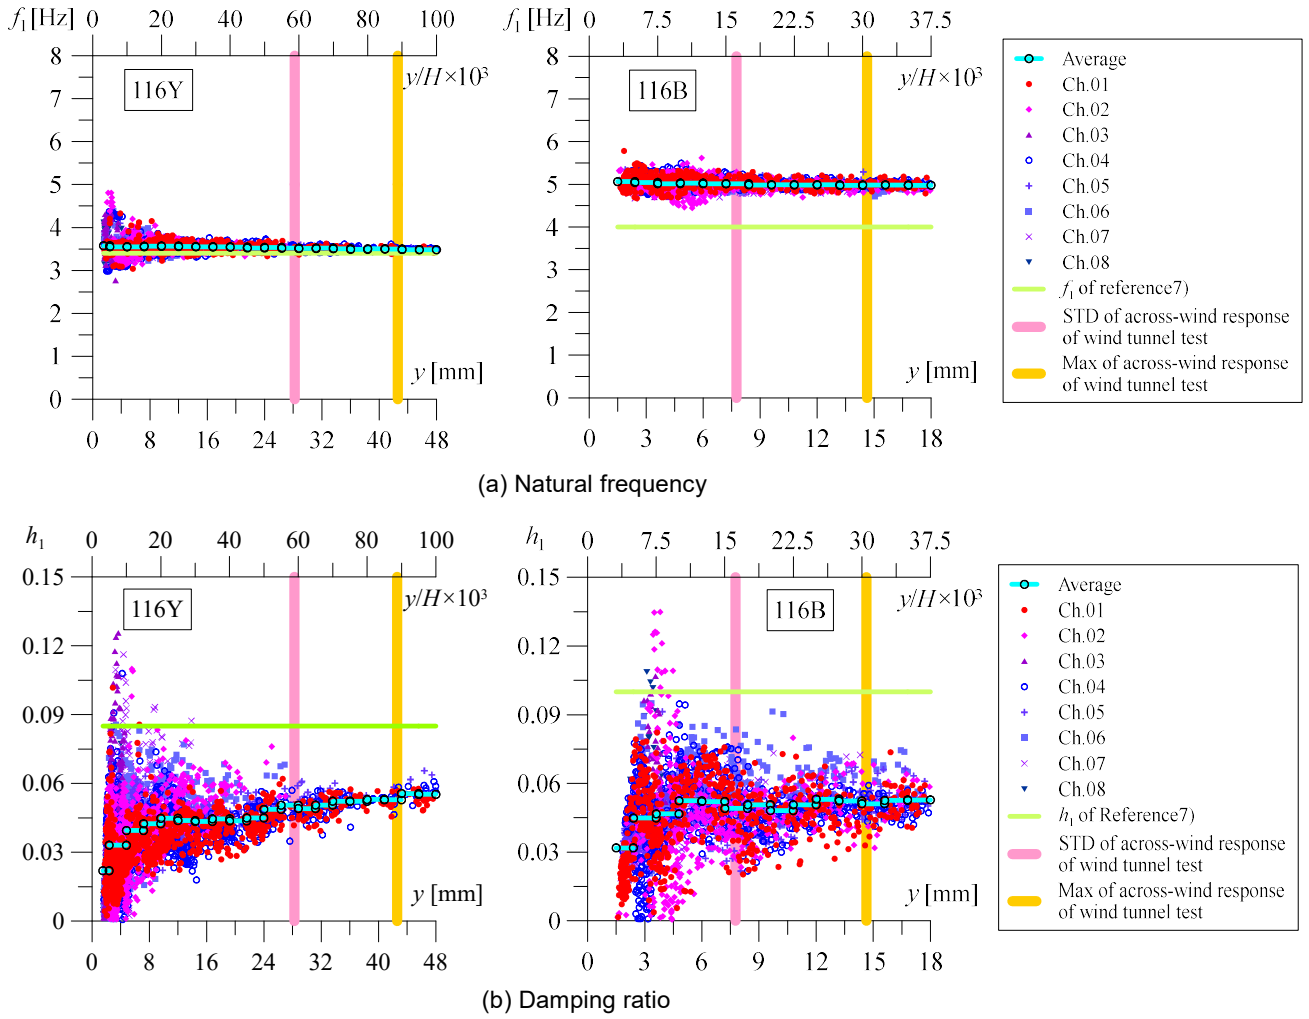 f₁ [Hz] 0 20 40 60 80 100
8
7
6
5
4
3
2
1
0
116Y
y/H×10³
y [mm]
0 8 16 24 32 40 48
f₁ [Hz] 0 7.5 15 22.5 30 37.5
8
7
6
5
4
3
2
1
0
116B
y/H×10³
y [mm]
0 3 6 9 12 15 18
Average
Ch.01
Ch.02
Ch.03
Ch.04
Ch.05
Ch.06
Ch.07
Ch.08
f₁ of reference7)
STD of across-wind response
of wind tunnel test
Max of across-wind response
of wind tunnel test
(a) Natural frequency
h₁ 0 20 40 60 80 100
0.15
0.12
0.09
0.06
0.03
0
116Y
y/H×10³
y [mm]
0 8 16 24 32 40 48
h₁ 0 7.5 15 22.5 30 37.5
0.15
0.12
0.09
0.06
0.03
0
116B
y/H×10³
y [mm]
0 3 6 9 12 15 18
Average
Ch.01
Ch.02
Ch.03
Ch.04
Ch.05
Ch.06
Ch.07
Ch.08
h₁ of Reference7)
STD of across-wind response
of wind tunnel test
Max of across-wind response
of wind tunnel test
(b) Damping ratio